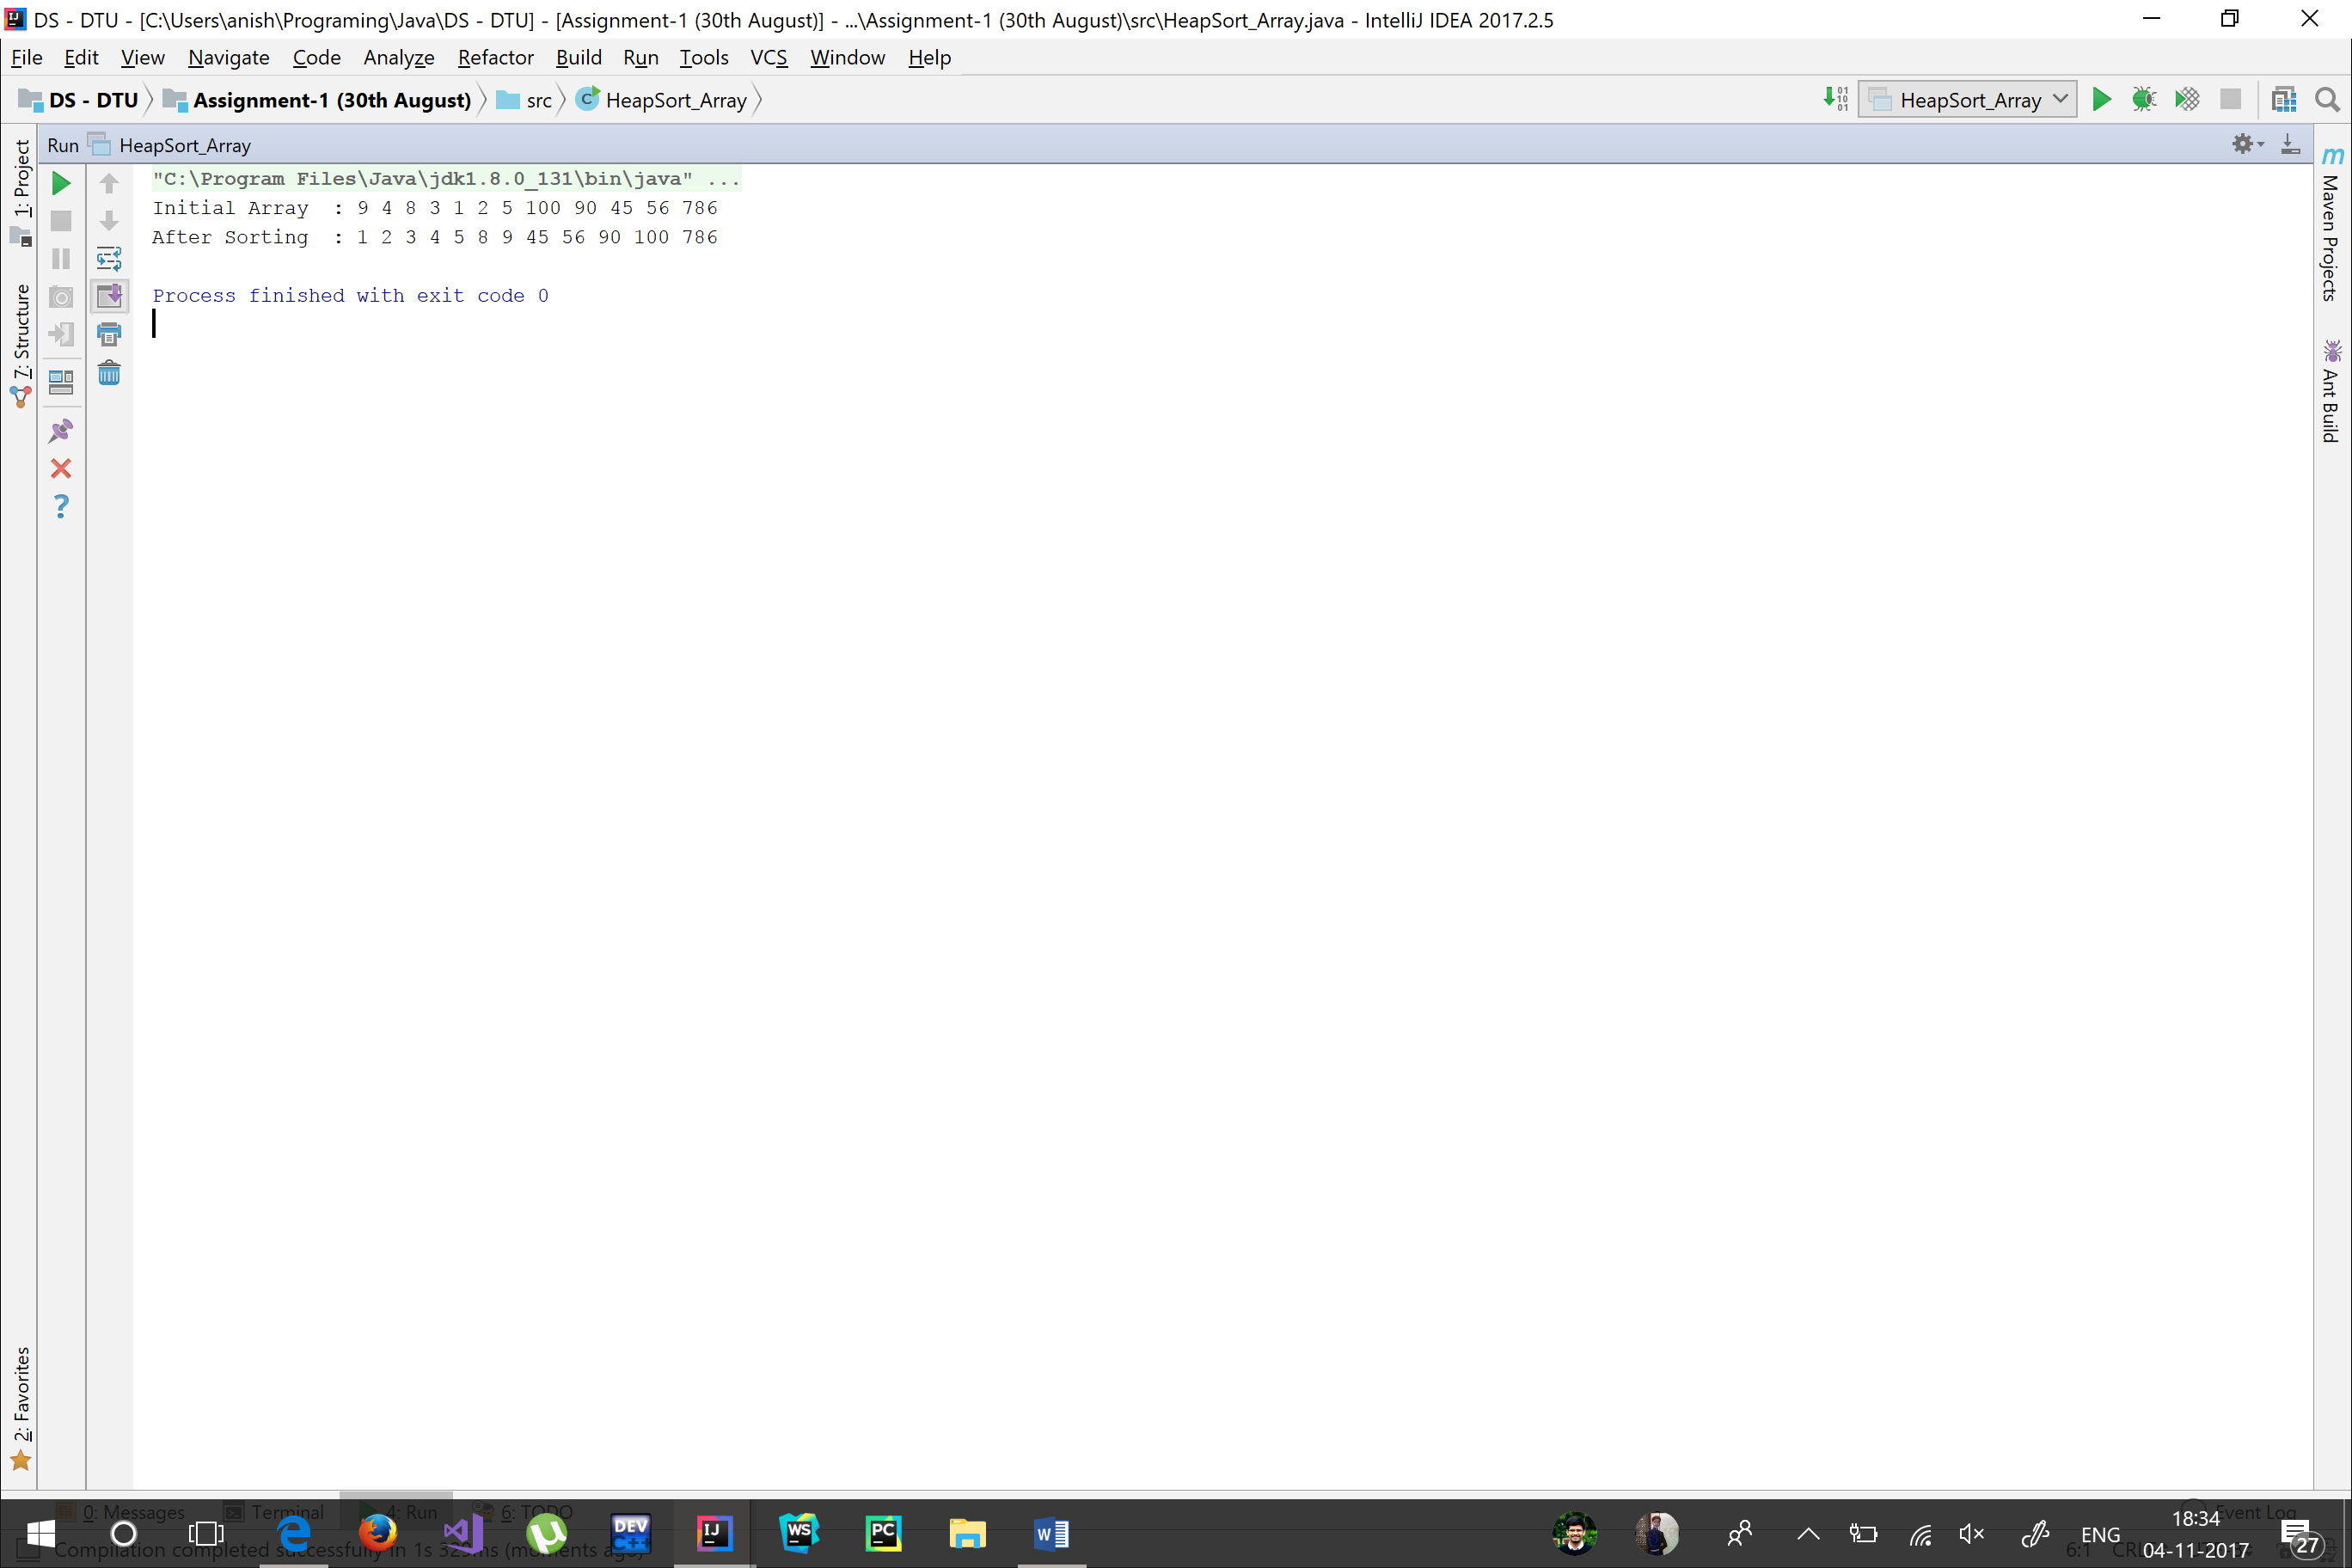 DS - DTU - [C:\Users\anish\Programing\Java\DS - DTU] - [Assignment-1 (30th August)] - ...\Assignment-1 (30th August)\src\HeapSort_Array.java - IntelliJ IDEA 2017.2.5
File Edit View Navigate Code Analyze Refactor Build Run Tools VCS Window Help
DS - DTU Assignment-1 (30th August) src HeapSort_Array HeapSort_Array
Run HeapSort_Array
1: Project
7: Structure
2: Favorites
"C:\Program Files\Java\jdk1.8.0_131\bin\java" ...
Initial Array : 9 4 8 3 1 2 5 100 90 45 56 786
After Sorting : 1 2 3 4 5 8 9 45 56 90 100 786
Process finished with exit code 0
Maven Projects
Ant Build
0: Messages Terminal 4: Run 6: TODO Event Log
Compilation completed successfully in 1s 329ms (moments ago)
6:1
DEV C++
IJ
WS
PC
ENG
18:34
04-11-2017
27